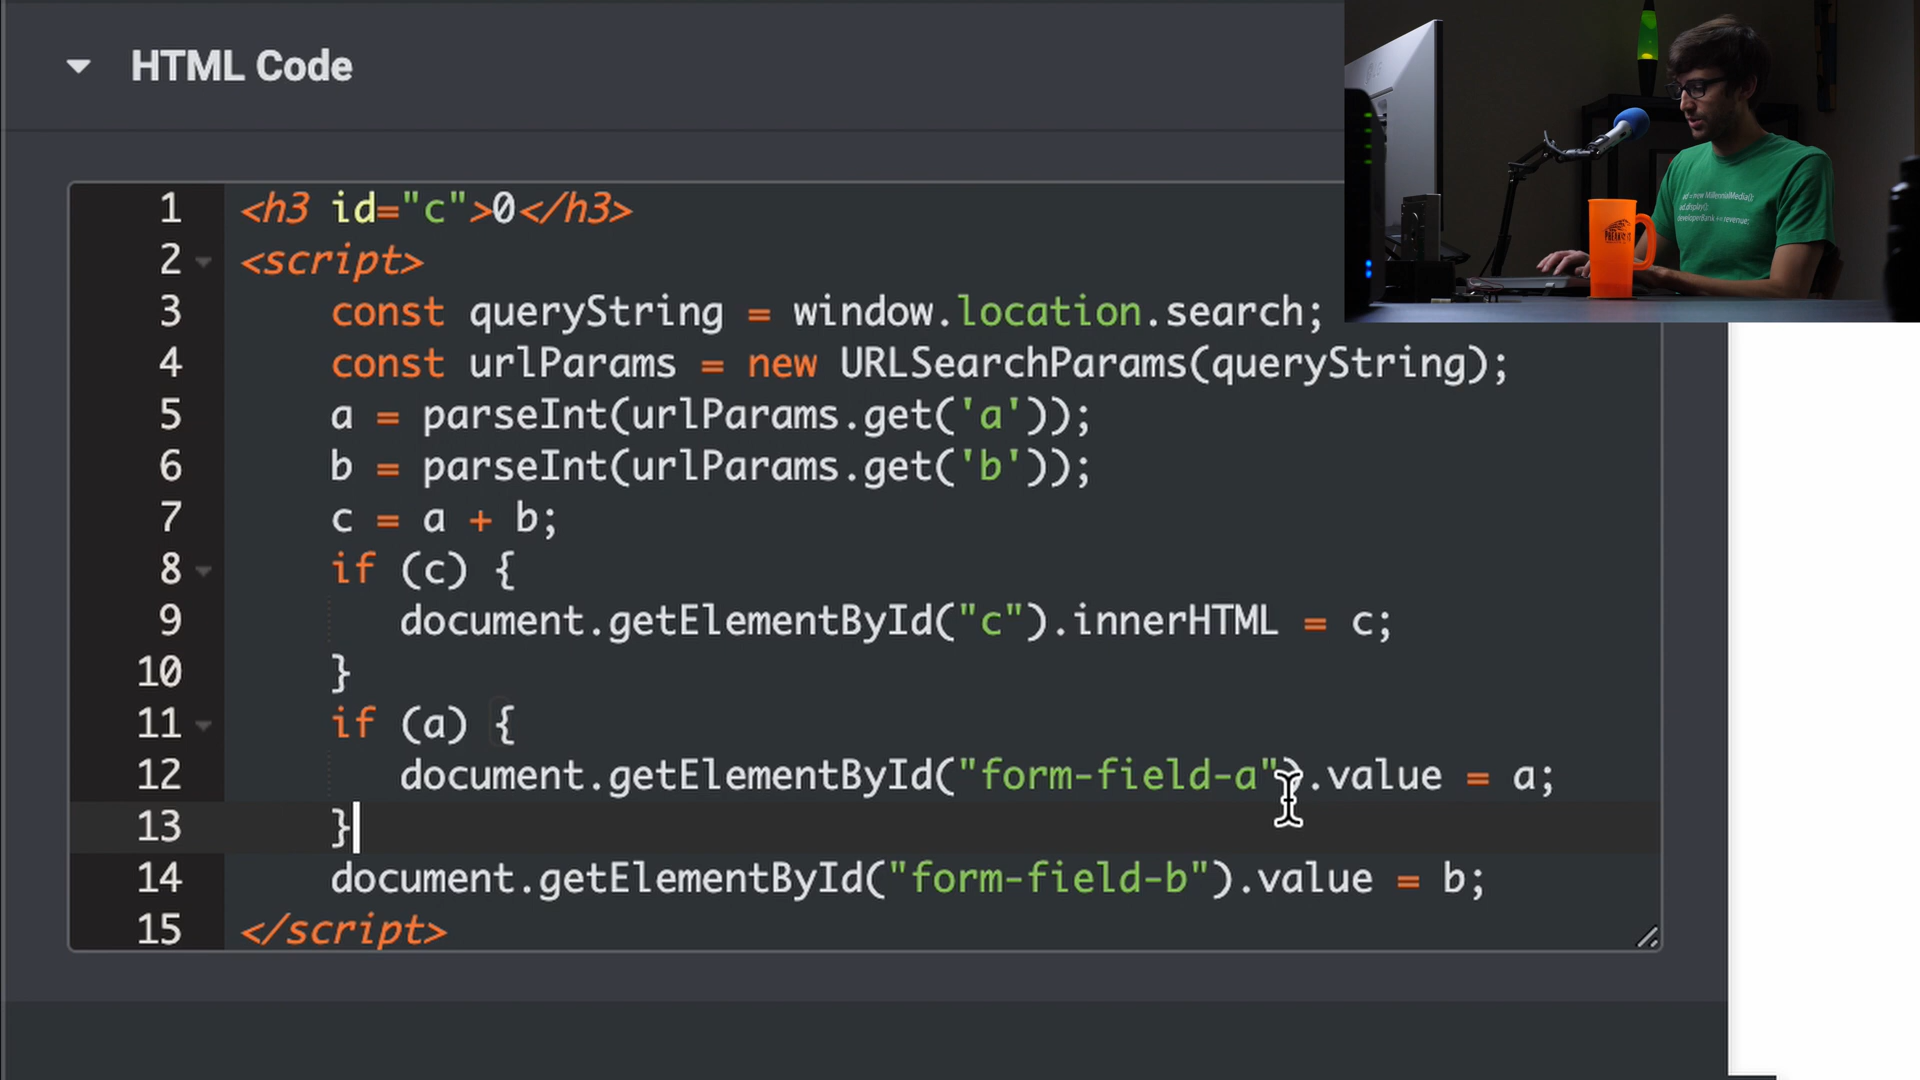 HTML Code
1 <h3 id="c">0</h3>
2 <script>
3 const queryString = window.location.search;
4 const urlParams = new URLSearchParams(queryString);
5 a = parseInt(urlParams.get('a'));
6 b = parseInt(urlParams.get('b'));
7 c = a + b;
8 if (c) {
9 document.getElementById("c").innerHTML = c;
10 }
11 if (a) {
12 document.getElementById("form-field-a").value = a;
13 }
14 document.getElementById("form-field-b").value = b;
15 </script>